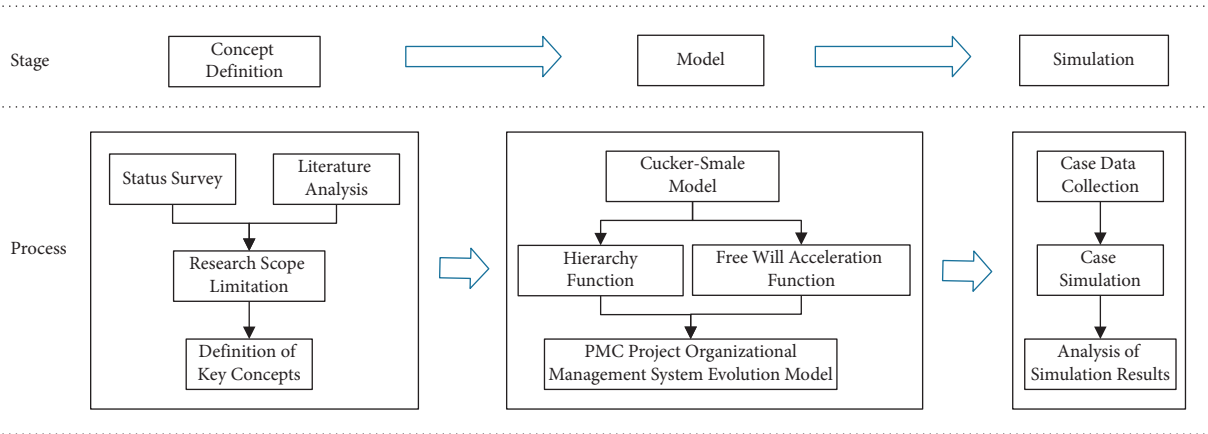 Stage
Concept
Definition
Model
Simulation
Process
Status Survey
Literature
Analysis
Research Scope
Limitation
Definition of
Key Concepts
Cucker-Smale
Model
Hierarchy
Function
Free Will Acceleration
Function
PMC Project Organizational
Management System Evolution Model
Case Data
Collection
Case
Simulation
Analysis of
Simulation Results